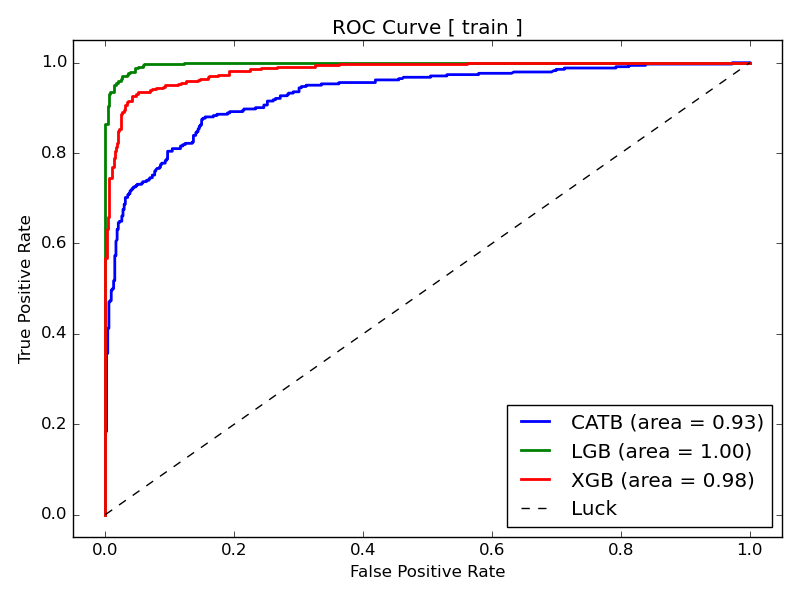 ROC Curve [ train ]
1.0
0.8
0.6
0.4
0.2
0.0
True Positive Rate
CATB (area = 0.93)
LGB (area = 1.00)
XGB (area = 0.98)
Luck
0.0 0.2 0.4 0.6 0.8 1.0
False Positive Rate